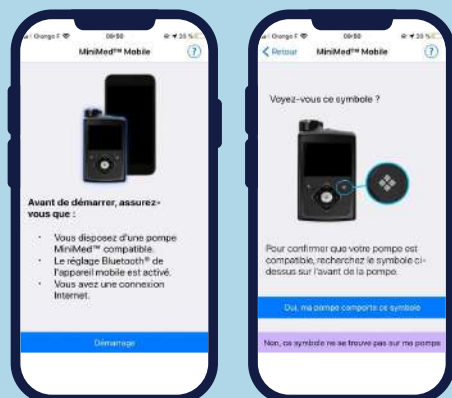 Orange F 09:50 39 %
MiniMed™ Mobile ?
Avant de démarrer, assurez-
vous que :
· Vous disposez d'une pompe
MiniMed™ compatible.
· Le réglage Bluetooth® de
l'appareil mobile est activé.
· Vous avez une connexion
Internet.
Démarrage
Orange F 09:50 39 %
Retour MiniMed™ Mobile ?
Voyez-vous ce symbole ?
Pour confirmer que votre pompe est
compatible, recherchez le symbole ci-
dessus sur l'avant de la pompe.
Oui, ma pompe comporte ce symbole
Non, ce symbole ne se trouve pas sur ma pompe